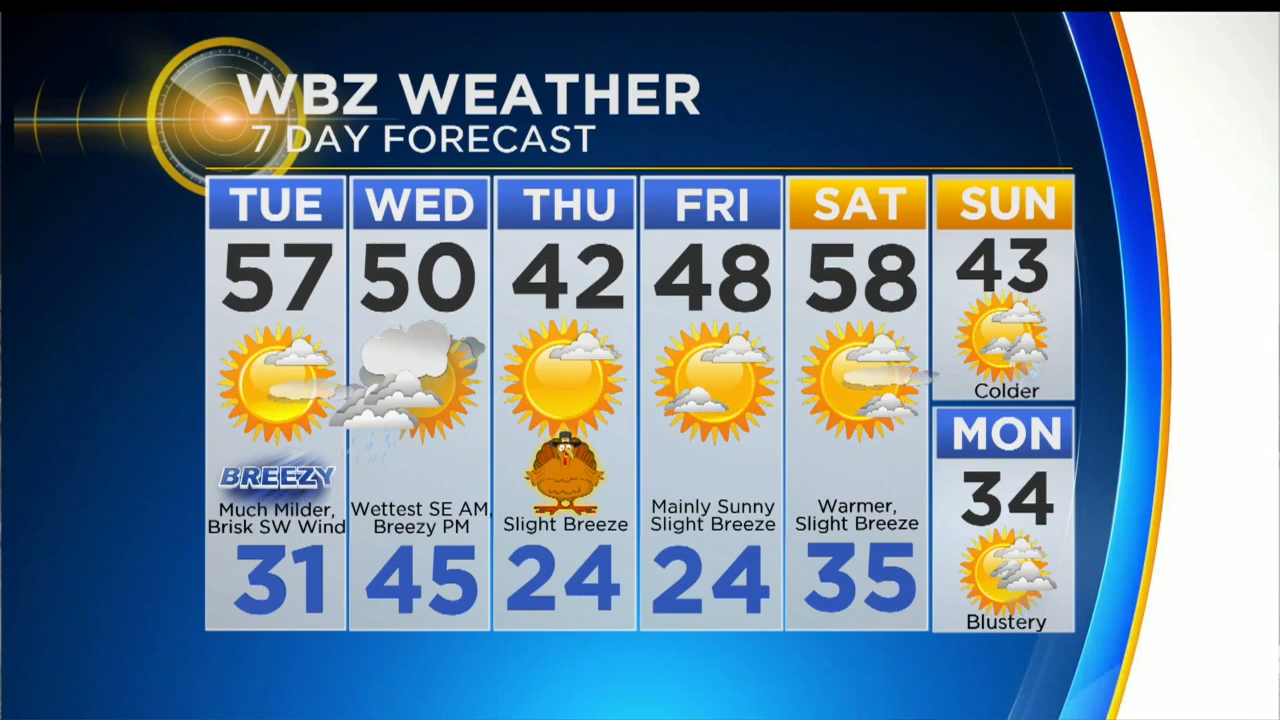 WBZ WEATHER
7 DAY FORECAST
TUE
57
BREEZY
Much Milder,
Brisk SW Wind
31
WED
50
Wettest SE AM,
Breezy PM
45
THU
42
Slight Breeze
24
FRI
48
Mainly Sunny
Slight Breeze
24
SAT
58
Warmer,
Slight Breeze
35
SUN
43
Colder
MON
34
Blustery